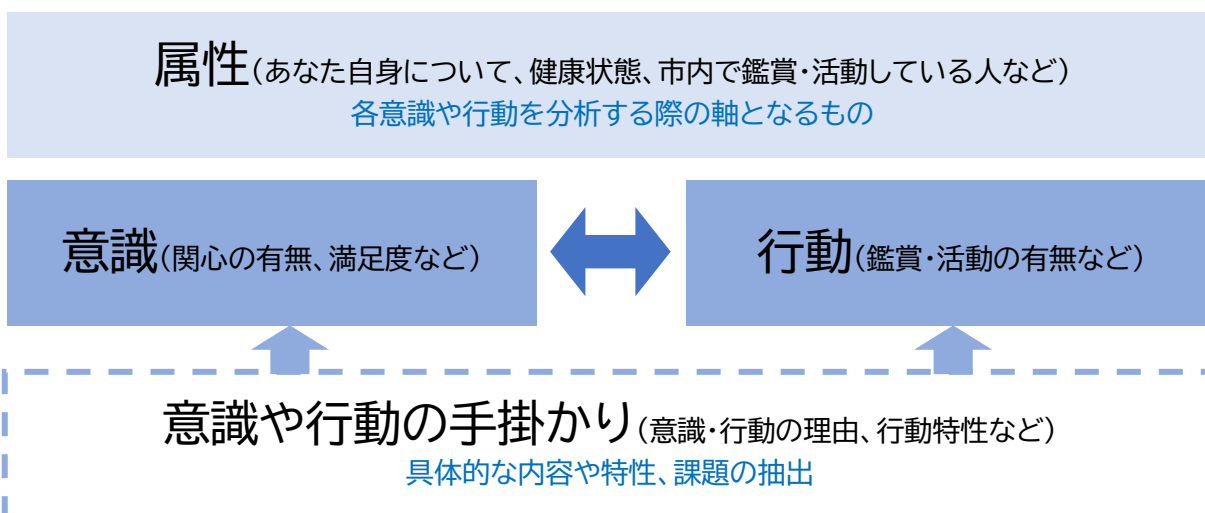 属性(あなた自身について、健康状態、市内で鑑賞・活動している人など)
各意識や行動を分析する際の軸となるもの
意識(関心の有無、満足度など)
行動(鑑賞・活動の有無など)
意識や行動の手掛かり(意識・行動の理由、行動特性など)
具体的な内容や特性、課題の抽出